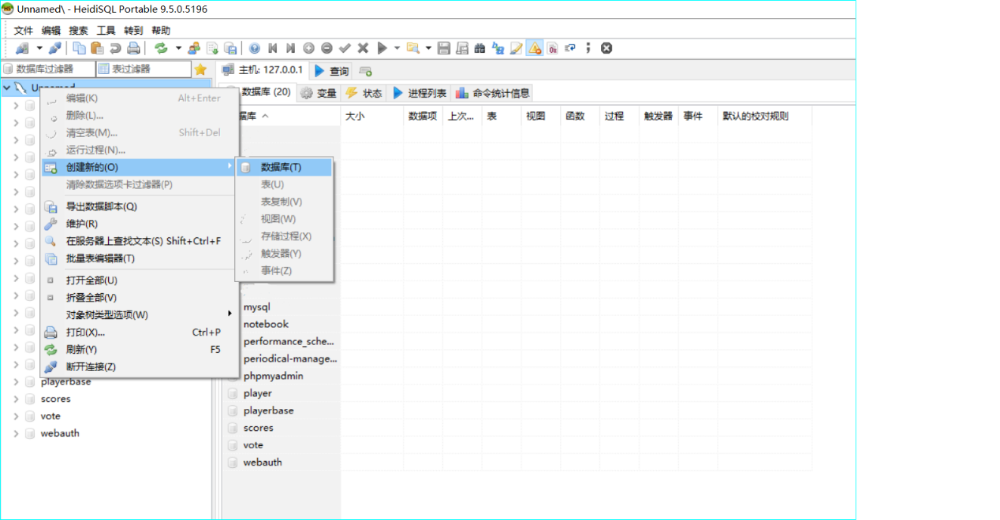 Unnamed\ - HeidiSQL Portable 9.5.0.5196
文件 编辑 搜索 工具 转到 帮助
数据库过滤器 表过滤器 主机: 127.0.0.1 查询
Unnamed
数据库 (20) 变量 状态 进程列表 命令统计信息
据库 大小 数据项 上次... 表 视图 函数 过程 触发器 事件 默认的校对规则
编辑(K) Alt+Enter
删除(L)...
清空表(M)... Shift+Del
运行过程(N)...
创建新的(O)
清除数据选项卡过滤器(P)
导出数据脚本(Q)
维护(R)
在服务器上查找文本(S) Shift+Ctrl+F
批量表编辑器(T)
打开全部(U)
折叠全部(V)
对象树类型选项(W)
打印(X)... Ctrl+P
刷新(Y) F5
断开连接(Z)
数据库(T)
表(U)
表复制(V)
视图(W)
存储过程(X)
触发器(Y)
事件(Z)
playerbase
scores
vote
webauth
mysql
notebook
performance_sche...
periodical-manage...
phpmyadmin
player
playerbase
scores
vote
webauth